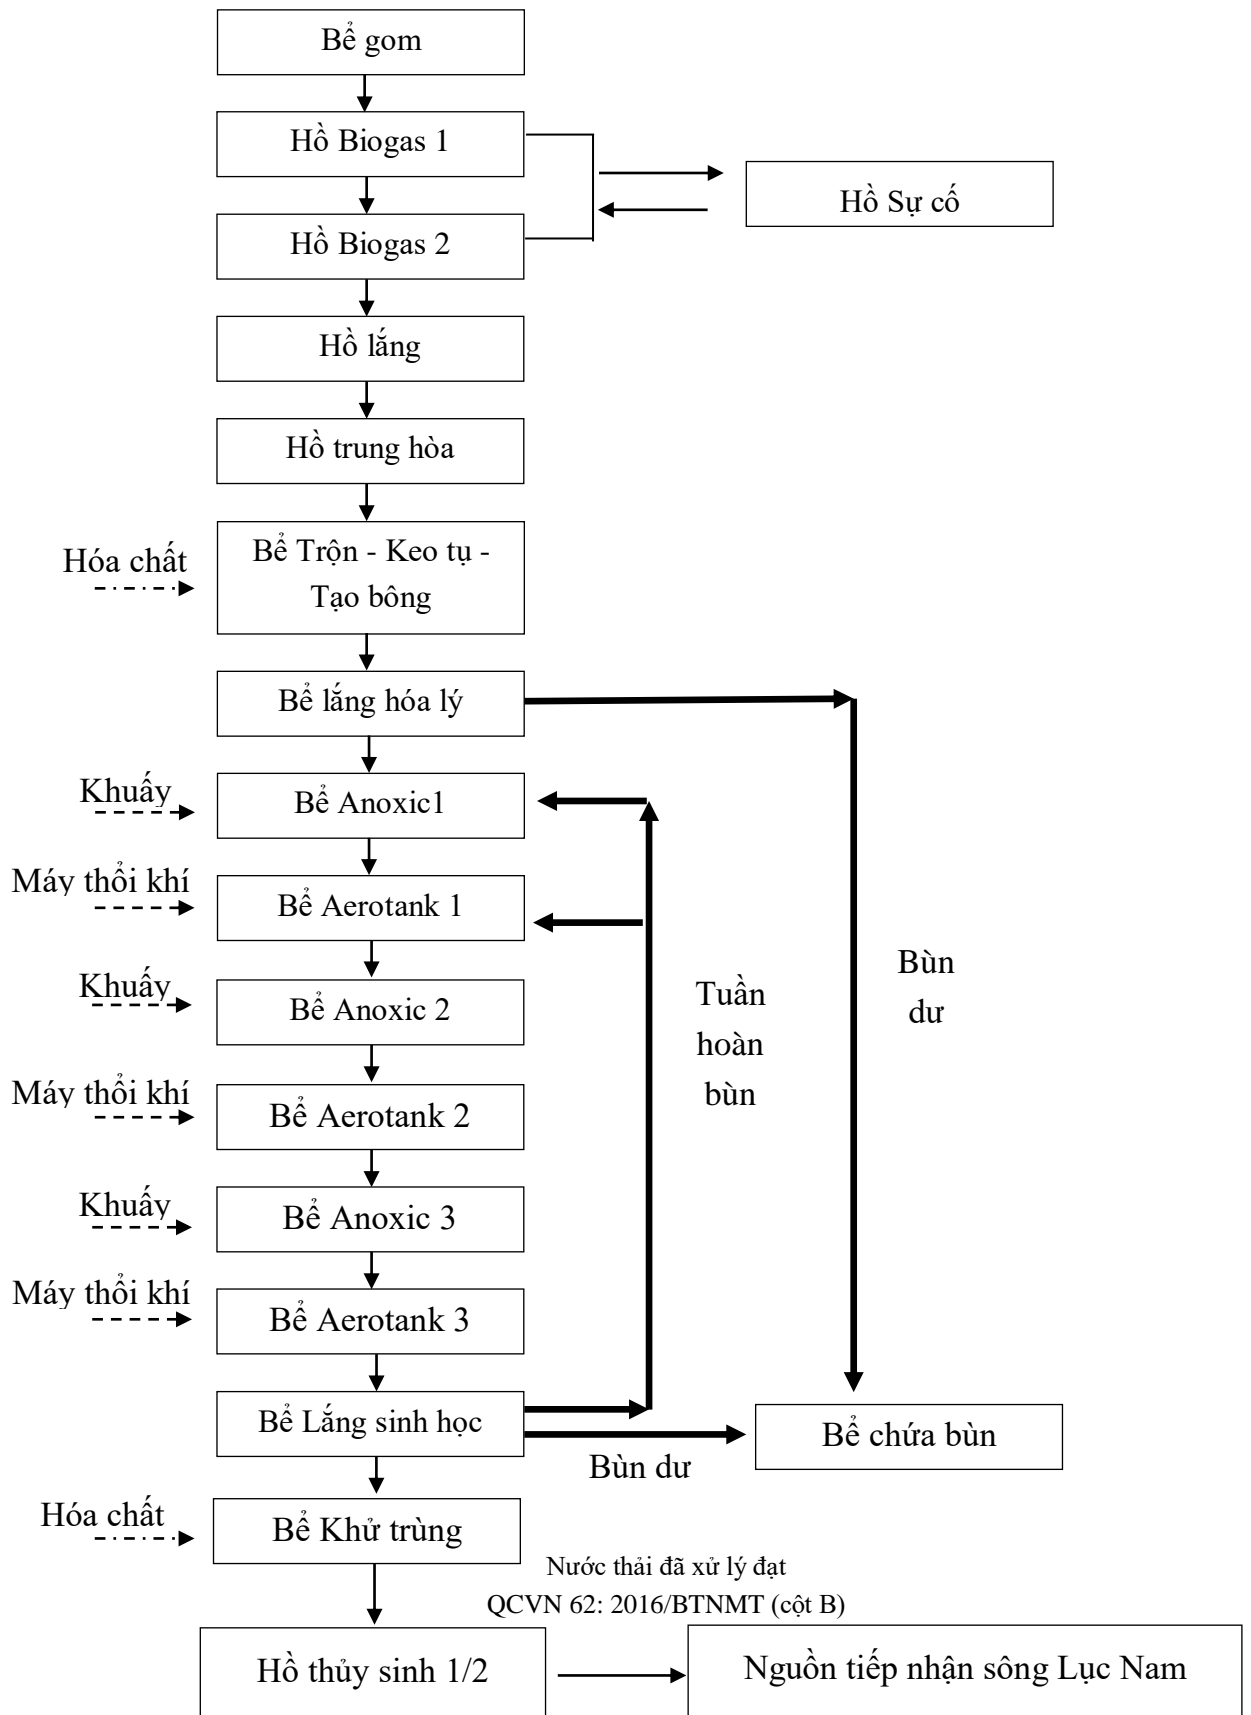 Bể gom
Hồ Biogas 1
Hồ Sự cố
Hồ Biogas 2
Hồ lắng
Hồ trung hòa
Hóa chất
Bể Trộn - Keo tụ -
Tạo bông
Bể lắng hóa lý
Khuấy
Bể Anoxic1
Máy thổi khí
Bể Aerotank 1
Khuấy
Bể Anoxic 2
Tuần
hoàn
bùn
Bùn
dư
Máy thổi khí
Bể Aerotank 2
Khuấy
Bể Anoxic 3
Máy thổi khí
Bể Aerotank 3
Bể Lắng sinh học
Bùn dư
Bể chứa bùn
Hóa chất
Bể Khử trùng
Nước thải đã xử lý đạt
QCVN 62: 2016/BTNMT (cột B)
Hồ thủy sinh 1/2
Nguồn tiếp nhận sông Lục Nam